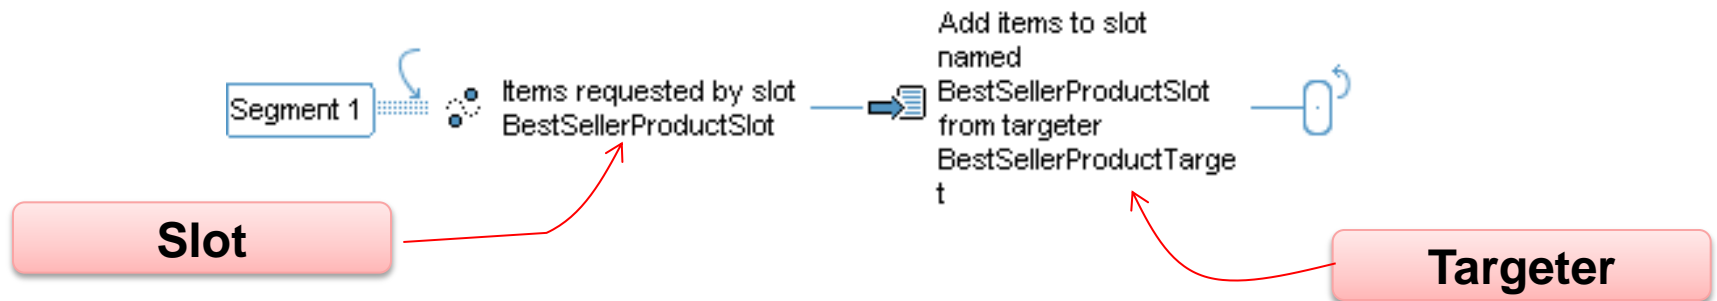 Segment 1
Items requested by slot
BestSellerProductSlot
Add items to slot
named
BestSellerProductSlot
from targeter
BestSellerProductTarge
t
Slot
Targeter